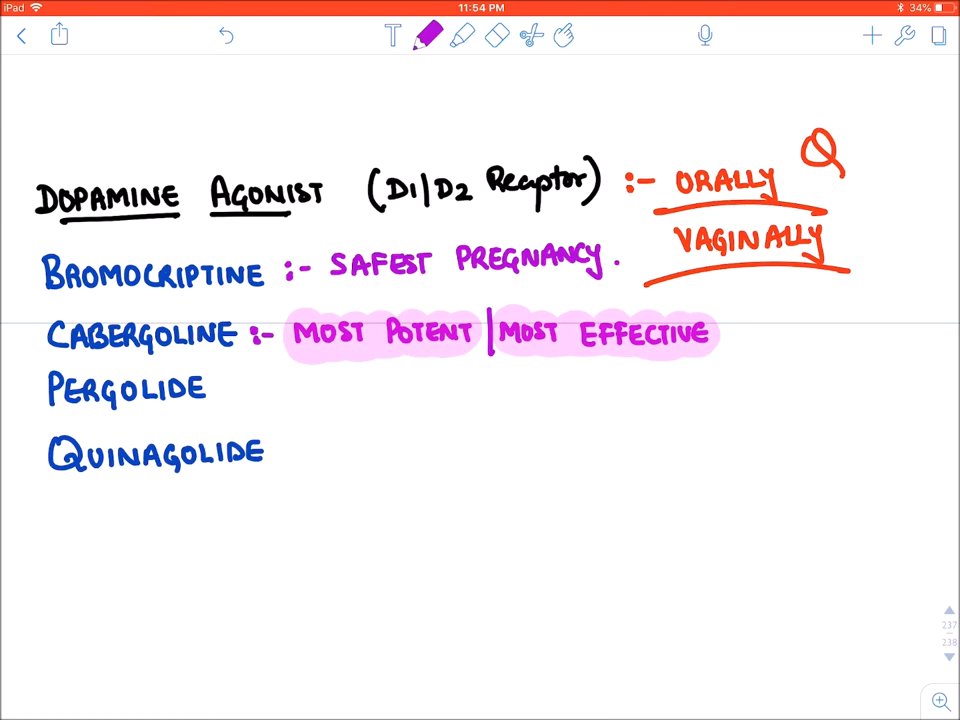 iPad 11:54 PM 34%
T
Q
DOPAMINE AGONIST (D1/D2 Receptor) :- ORALLY
VAGINALLY
BROMOCRIPTINE :- SAFEST PREGNANCY.
CABERGOLINE :- MOST POTENT | MOST EFFECTIVE
PERGOLIDE
QUINAGOLIDE
237
238